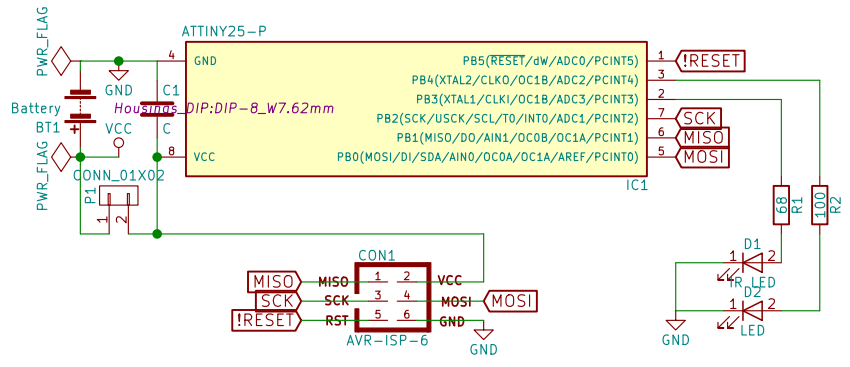 ATTINY25-P
PWR_FLAG
4
GND
GND
C1
C
Housings_DIP:DIP-8_W7.62mm
Battery
BT1
+
VCC
PWR_FLAG
8
VCC
PB5(RESET/dW/ADC0/PCINT5)
1
!RESET
PB4(XTAL2/CLKO/OC1B/ADC2/PCINT4)
3
PB3(XTAL1/CLKI/OC1B/ADC3/PCINT3)
2
PB2(SCK/USCK/SCL/T0/INT0/ADC1/PCINT2)
7
SCK
PB1(MISO/DO/AIN1/OC0B/OC1A/PCINT1)
6
MISO
PB0(MOSI/DI/SDA/AIN0/OC0A/OC1A/AREF/PCINT0)
5
MOSI
IC1
CONN_01X02
P1
1
2
68
R1
100
R2
CON1
MISO
MISO
1
2
VCC
SCK
SCK
3
4
MOSI
MOSI
!RESET
RST
5
6
GND
AVR-ISP-6
GND
D1
1
2
IR LED
D2
1
2
LED
GND